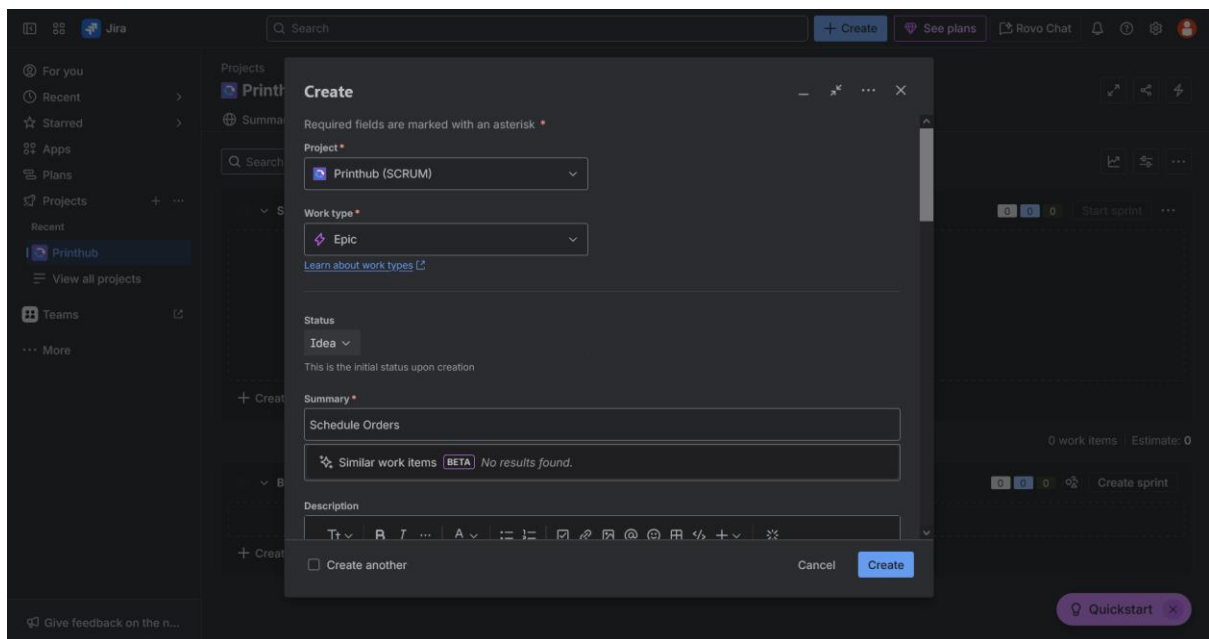 Jira
Search
+ Create
See plans
Rovo Chat
For you
Recent
Starred
Apps
Plans
Projects
Recent
Printhub
View all projects
Teams
More
Give feedback on the n...
Projects
Printh
Summa
Search
S
0 0 0 Start sprint
+ Creat
0 work items Estimate: 0
B
0 0 0 Create sprint
+ Creat
Create
Required fields are marked with an asterisk *
Project *
Printhub (SCRUM)
Work type *
Epic
Learn about work types
Status
Idea
This is the initial status upon creation
Summary *
Schedule Orders
Similar work items BETA No results found.
Description
Tt B I ... A
Create another
Cancel Create
Quickstart